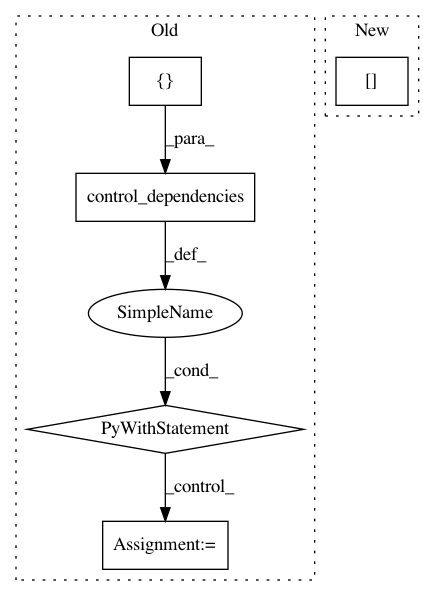 Old
New
{}
[]
_para_
control_dependencies
_def_
SimpleName
_cond_
PyWithStatement
_control_
Assignment:=